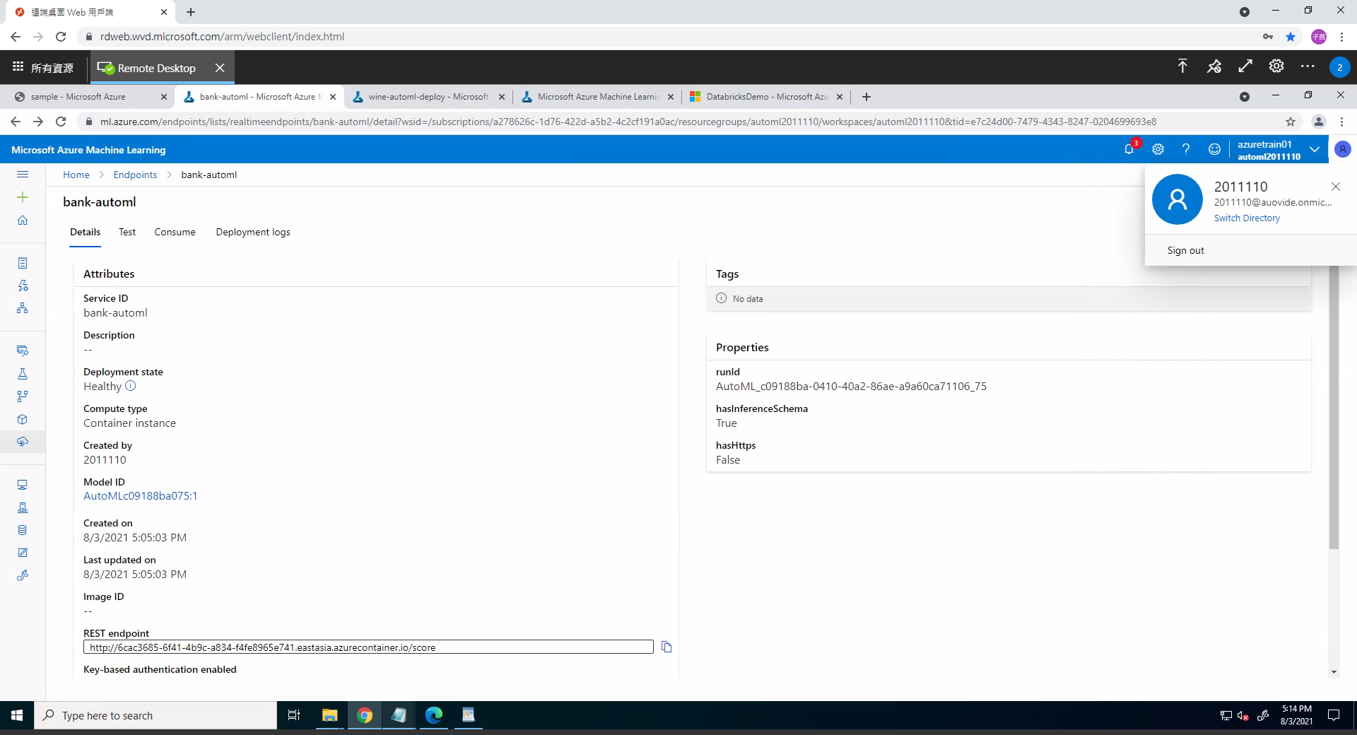 遠端桌面 Web 用戶端
rdweb.wvd.microsoft.com/arm/webclient/index.html
所有資源
Remote Desktop
2
sample - Microsoft Azure
bank-automl - Microsoft Azure M
wine-automl-deploy - Microsoft
Microsoft Azure Machine Learnin
DatabricksDemo - Microsoft Azu
ml.azure.com/endpoints/lists/realtimeendpoints/bank-automl/detail?wsid=/subscriptions/a278626c-1d76-422d-a5b2-4c2cf191a0ac/resourcegroups/automl2011110/workspaces/automl2011110&tid=e7c24d00-7479-4343-8247-0204699693e8
Microsoft Azure Machine Learning
3
azuretrain01
automl2011110
2011110
2011110@auovide.onmic...
Switch Directory
Sign out
Home > Endpoints > bank-automl
bank-automl
Details Test Consume Deployment logs
Attributes
Service ID
bank-automl
Description
--
Deployment state
Healthy
Compute type
Container instance
Created by
2011110
Model ID
AutoMLc09188ba075:1
Created on
8/3/2021 5:05:03 PM
Last updated on
8/3/2021 5:05:03 PM
Image ID
--
REST endpoint
http://6cac3685-6f41-4b9c-a834-f4fe8965e741.eastasia.azurecontainer.io/score
Key-based authentication enabled
Tags
No data
Properties
runId
AutoML_c09188ba-0410-40a2-86ae-a9a60ca71106_75
hasInferenceSchema
True
hasHttps
False
Type here to search
5:14 PM
8/3/2021